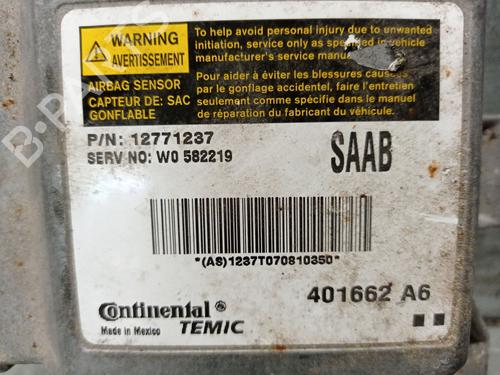 WARNING
AVERTISSEMENT
AIRBAG SENSOR
CAPTEUR DE: SAC
GONFLABLE
To help avoid personal injury due to unwanted
initiation, service only as specified in vehicle
manufacturer's service manual
Pour aider à éviter les blessures causées
par le gonflage accidentel, faire l'entretien
seulement comme spécifié dans le manuel
de réparation du fabricant du véhicule.
P/N: 12771237
SERV NO: W0 582219
SAAB
*(AS)1237T070810350*
Continental
Made in Mexico TEMIC
401662 A6